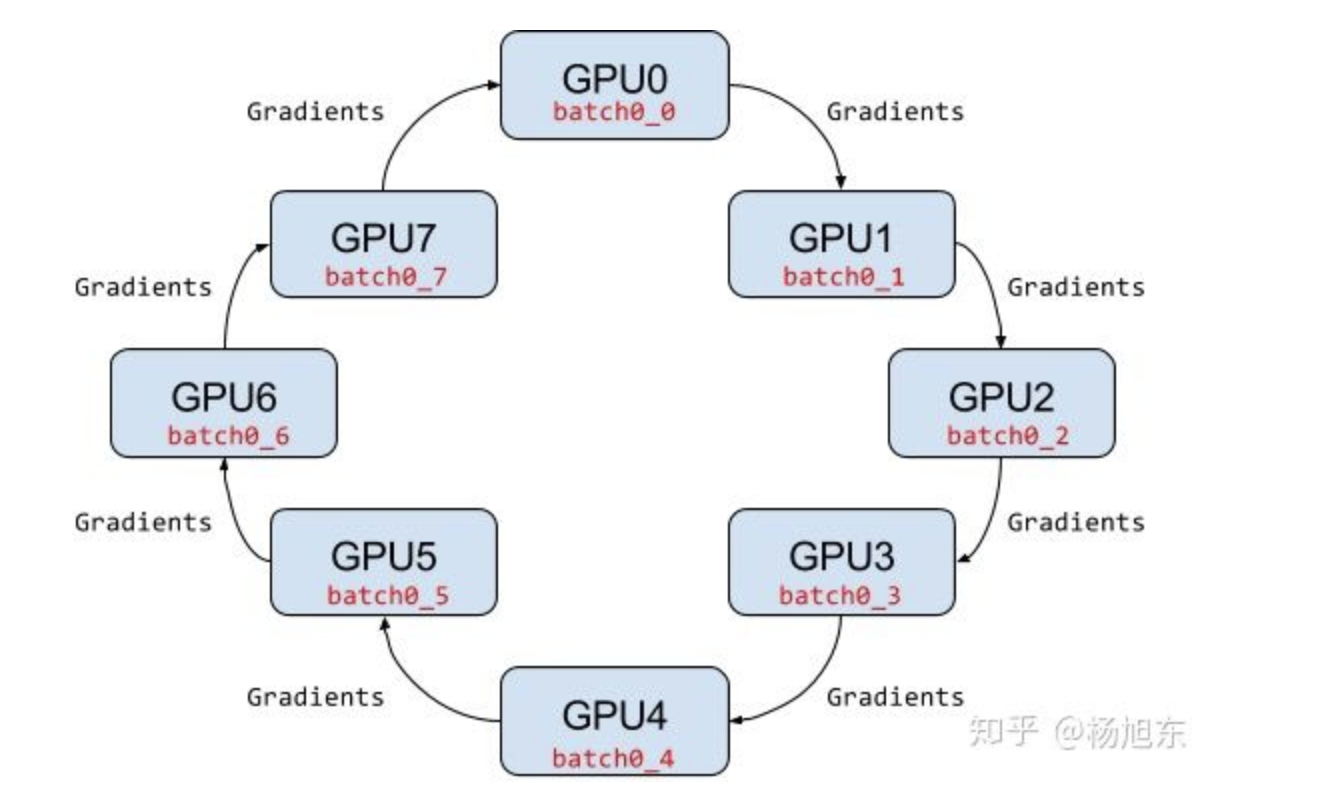 GPU0
batch0_0
Gradients
Gradients
GPU7
batch0_7
GPU1
batch0_1
Gradients
Gradients
GPU6
batch0_6
GPU2
batch0_2
Gradients
Gradients
GPU5
batch0_5
GPU3
batch0_3
Gradients
Gradients
GPU4
batch0_4
知乎 @杨旭东